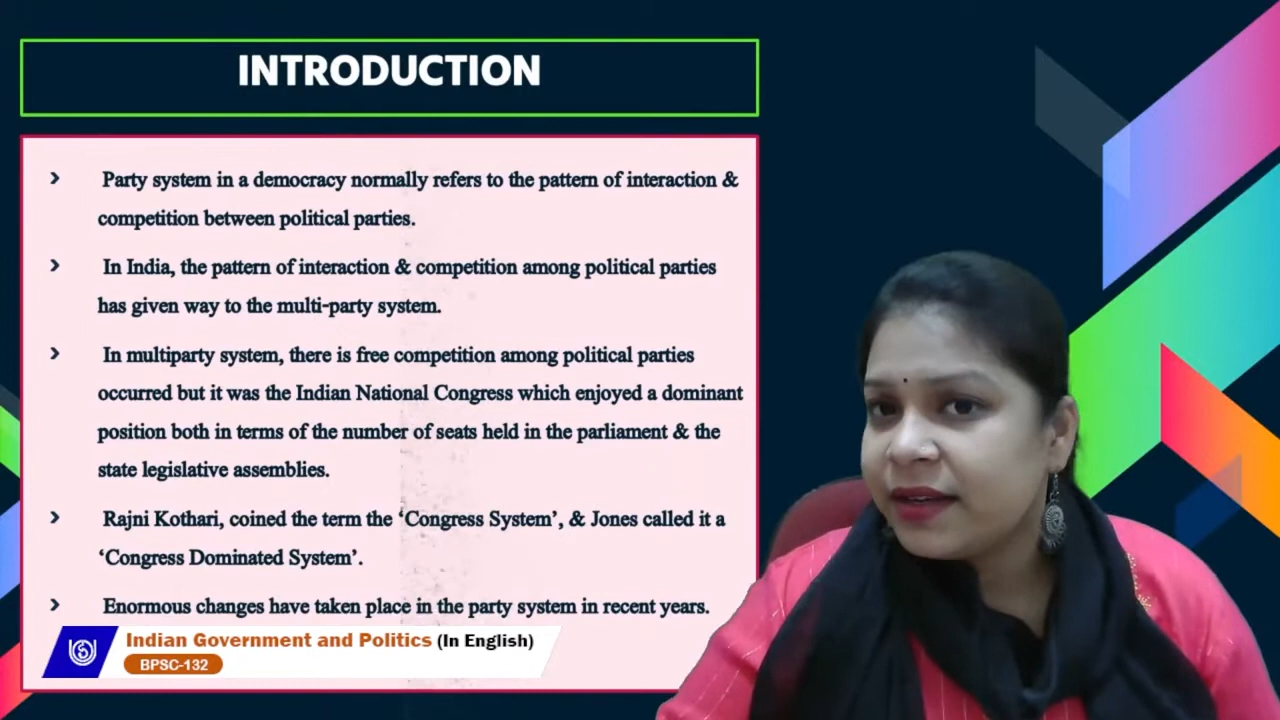 INTRODUCTION
› Party system in a democracy normally refers to the pattern of interaction &
competition between political parties.
› In India, the pattern of interaction & competition among political parties
has given way to the multi-party system.
› In multiparty system, there is free competition among political parties
occurred but it was the Indian National Congress which enjoyed a dominant
position both in terms of the number of seats held in the parliament & the
state legislative assemblies.
› Rajni Kothari, coined the term the ‘Congress System’, & Jones called it a
‘Congress Dominated System’.
› Enormous changes have taken place in the party system in recent years.
Indian Government and Politics (In English)
BPSC-132